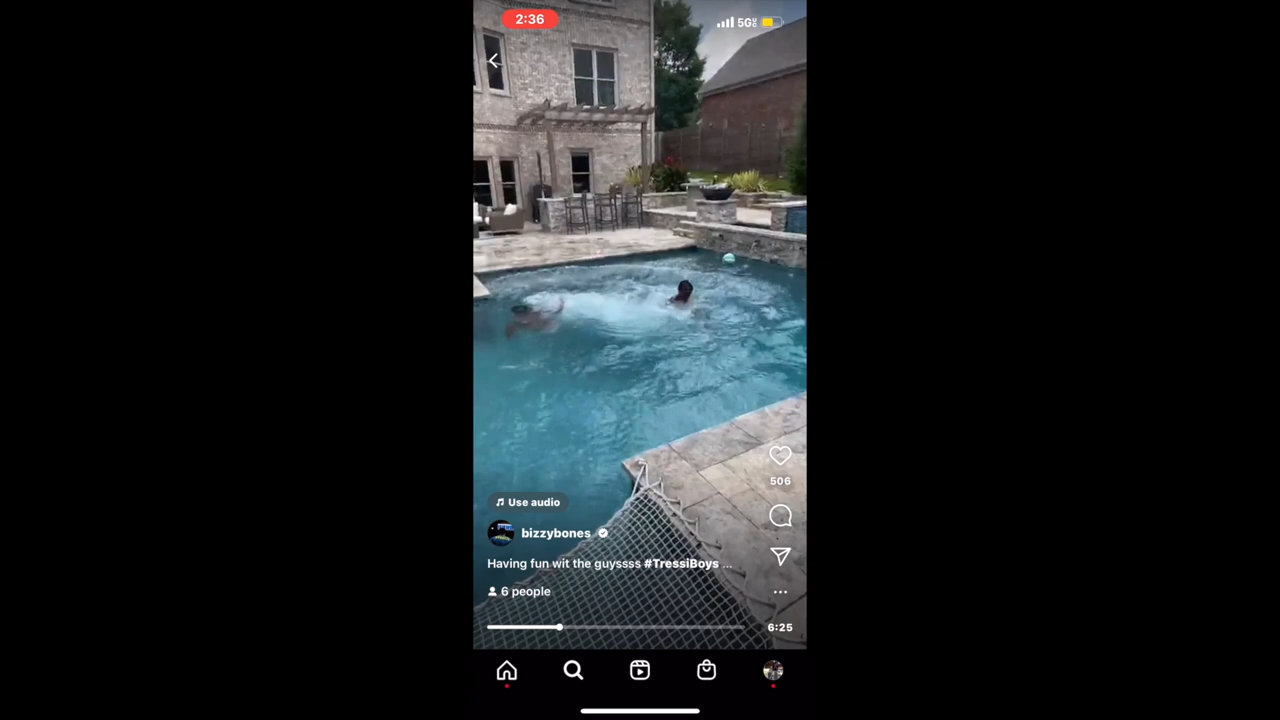 2:36
5G
506
Use audio
bizzybones
Having fun wit the guyssss #TressiBoys ...
6 people
6:25